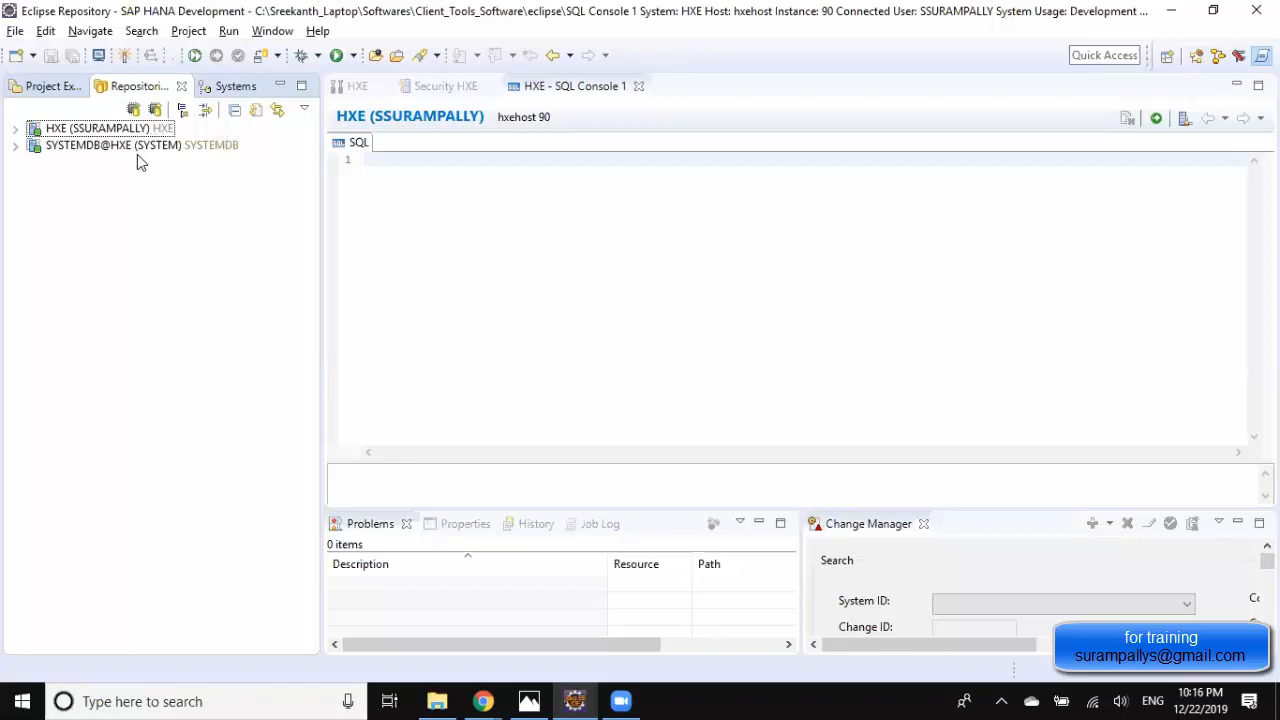 Eclipse Repository - SAP HANA Development - C:\Sreekanth_Laptop\Softwares\Client_Tools_Software\eclipse\SQL Console 1 System: HXE Host: hxehost Instance: 90 Connected User: SSURAMPALLY System Usage: Development ...
File Edit Navigate Search Project Run Window Help
Quick Access
Project Ex... Repositori... Systems
HXE Security HXE HXE - SQL Console 1
HXE (SSURAMPALLY) HXE
SYSTEMDB@HXE (SYSTEM) SYSTEMDB
HXE (SSURAMPALLY) hxehost 90
SQL
1
Problems Properties History Job Log
0 items
Description Resource Path
Change Manager
Search
System ID:
Cc
Change ID:
for training
surampallys@gmail.com
Type here to search
ENG
10:16 PM
12/22/2019